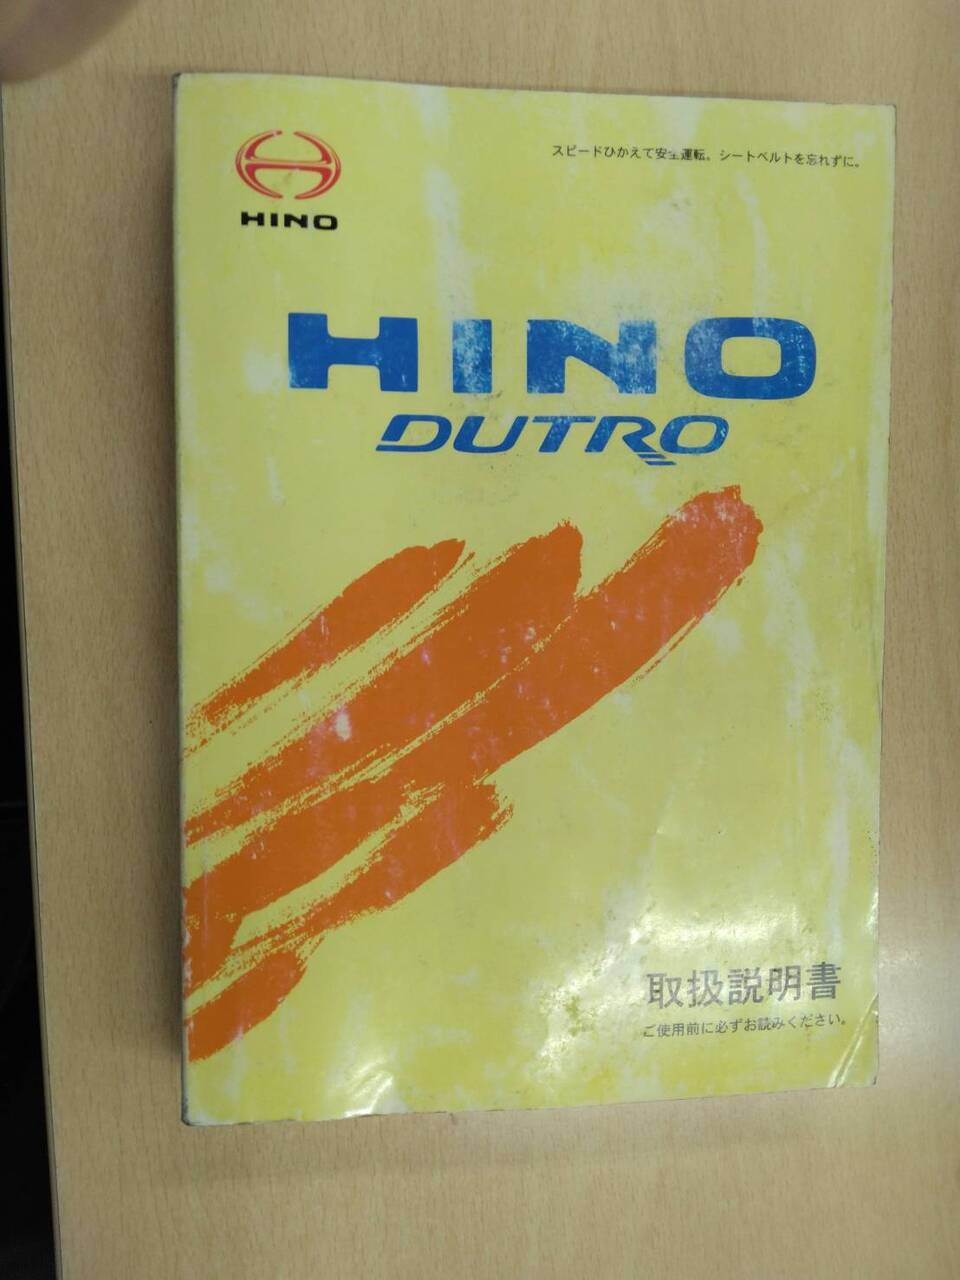 スピードひかえて安全運転。シートベルトを忘れずに。
HINO
HINO
DUTRO
取扱説明書
ご使用前に必ずお読みください。